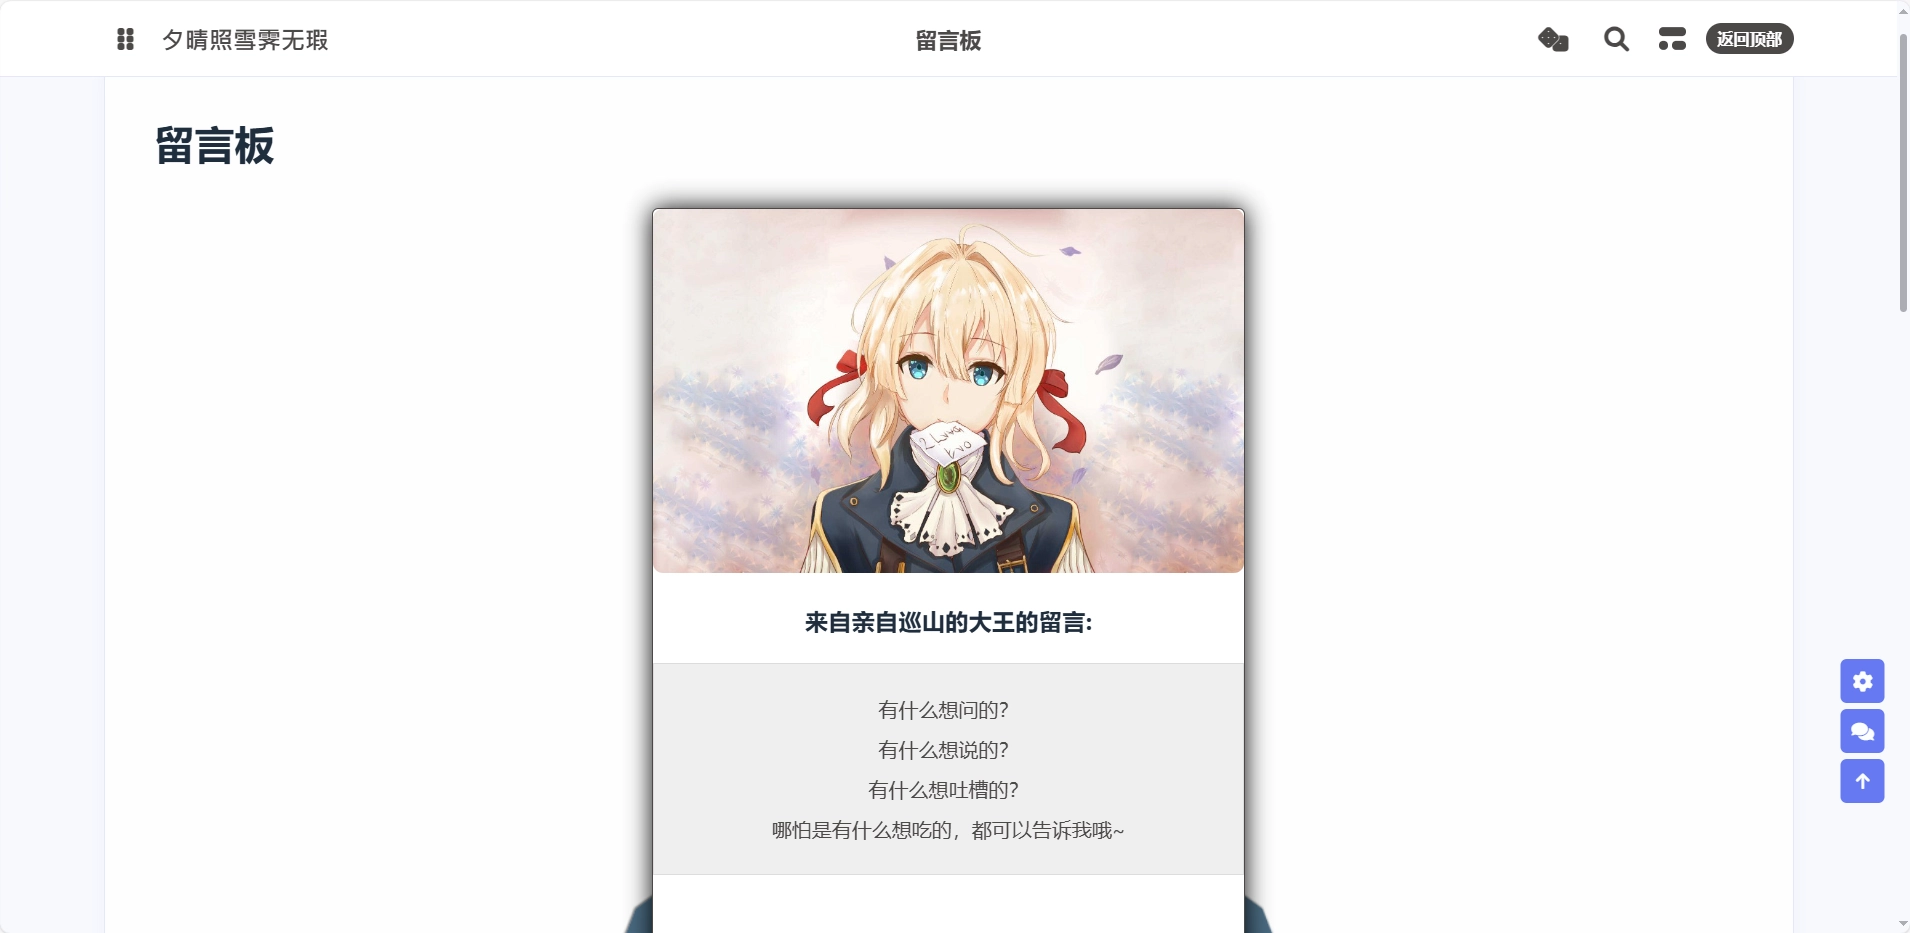 夕晴照雪霁无瑕
留言板
返回顶部
留言板
来自亲自巡山的大王的留言:
有什么想问的？
有什么想说的？
有什么想吐槽的？
哪怕是有什么想吃的，都可以告诉我哦~